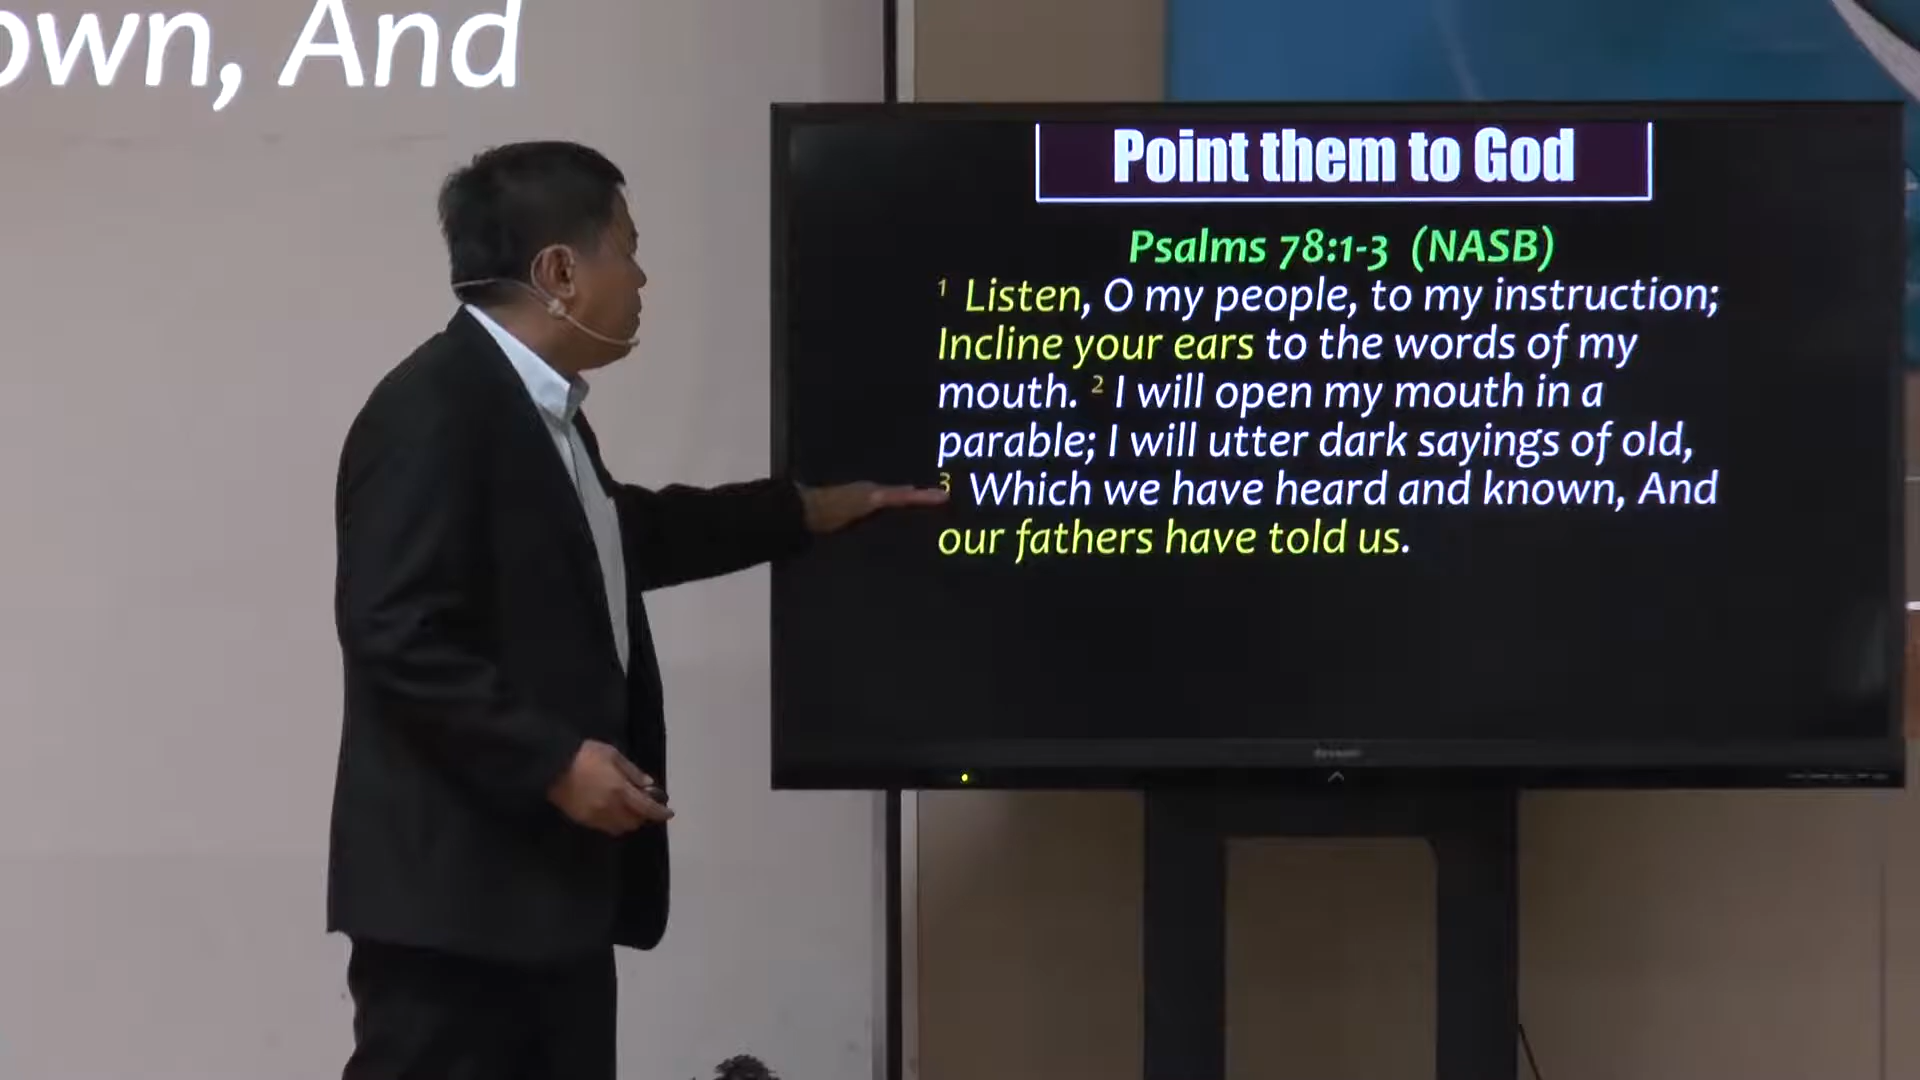 own, And
Point them to God
Psalms 78:1-3 (NASB)
1 Listen, O my people, to my instruction;
Incline your ears to the words of my
mouth. 2 I will open my mouth in a
parable; I will utter dark sayings of old,
3 Which we have heard and known, And
our fathers have told us.